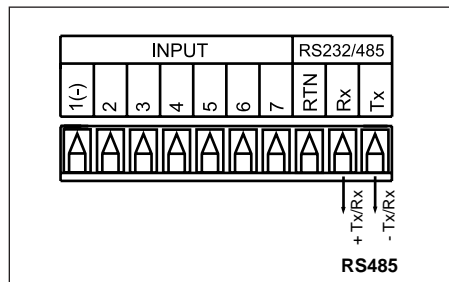 INPUT RS232/485
1(-) 2 3 4 5 6 7 RTN Rx Tx
+ Tx/Rx
- Tx/Rx
RS485